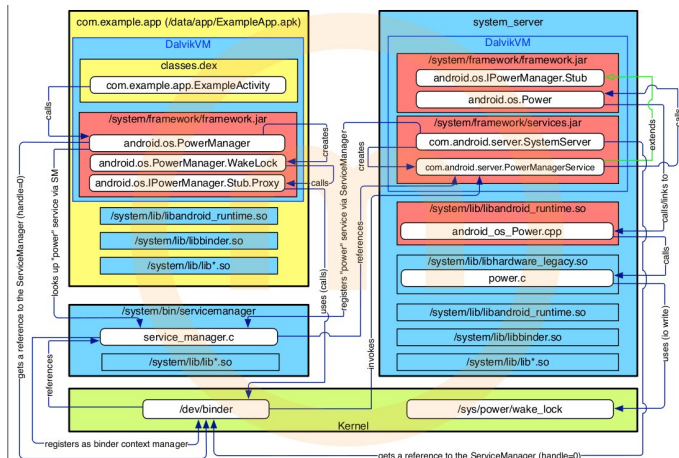 com.example.app (/data/app/ExampleApp.apk)
DalvikVM
classes.dex
com.example.app.ExampleActivity
calls
/system/framework/framework.jar
android.os.PowerManager
creates
android.os.PowerManager.WakeLock
android.os.IPowerManager.Stub.Proxy
calls
/system/lib/libandroid_runtime.so
/system/lib/libbinder.so
/system/lib/lib*.so
gets a reference to the ServiceManager (handle=0)
looks up "power" service via SM
/system/bin/servicemanager
service_manager.c
/system/lib/lib*.so
references
uses (calls)
registers "power" service via ServiceManager
references
creates
invokes
system_server
DalvikVM
/system/framework/framework.jar
android.os.IPowerManager.Stub
android.os.Power
/system/framework/services.jar
com.android.server.SystemServer
com.android.server.PowerManagerService
extends
calls
calls/links to
/system/lib/libandroid_runtime.so
android_os_Power.cpp
calls
/system/lib/libhardware_legacy.so
power.c
/system/lib/libandroid_runtime.so
/system/lib/libbinder.so
/system/lib/lib*.so
uses (io write)
/dev/binder
/sys/power/wake_lock
Kernel
registers as binder context manager
gets a reference to the ServiceManager (handle=0)